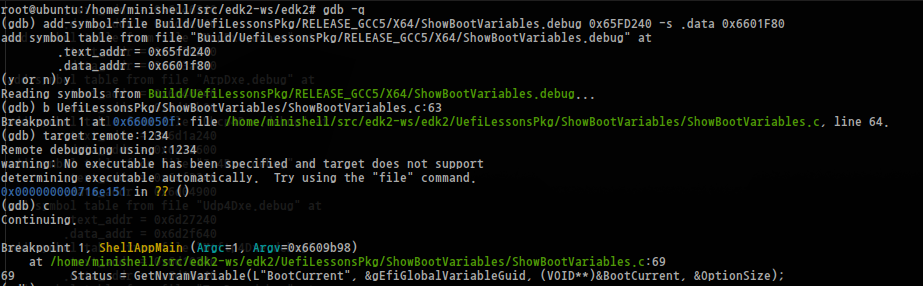 root@ubuntu:/home/minishell/src/edk2-ws/edk2# gdb -q
(gdb) add-symbol-file Build/UefiLessonsPkg/RELEASE_GCC5/X64/ShowBootVariables.debug 0x65FD240 -s .data 0x6601F80
add symbol table from file "Build/UefiLessonsPkg/RELEASE_GCC5/X64/ShowBootVariables.debug" at
.text_addr = 0x65fd240
.data_addr = 0x6601f80
(y or n) y
Reading symbols from Build/UefiLessonsPkg/RELEASE_GCC5/X64/ShowBootVariables.debug...
(gdb) b UefiLessonsPkg/ShowBootVariables/ShowBootVariables.c:63
Breakpoint 1 at 0x660050f: file /home/minishell/src/edk2-ws/edk2/UefiLessonsPkg/ShowBootVariables/ShowBootVariables.c, line 64.
(gdb) target remote:1234
Remote debugging using :1234
warning: No executable has been specified and target does not support
determining executable automatically.  Try using the "file" command.
0x000000000716e151 in ?? ()
(gdb) c
Continuing.
Breakpoint 1, ShellAppMain (Argc=1, Argv=0x6609b98)
at /home/minishell/src/edk2-ws/edk2/UefiLessonsPkg/ShowBootVariables/ShowBootVariables.c:69
69 Status = GetNvramVariable(L"BootCurrent", &gEfiGlobalVariableGuid, (VOID**)&BootCurrent, &OptionSize);